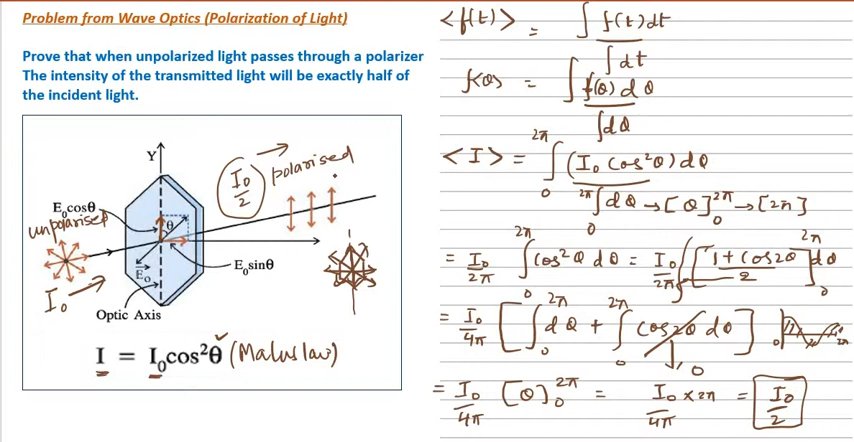 Problem from Wave Optics (Polarization of Light)
Prove that when unpolarized light passes through a polarizer
The intensity of the transmitted light will be exactly half of
the incident light.
Y
I₀/2 polarised
E₀cosθ
unpolarised
θ
E₀
E₀sinθ
I₀
Optic Axis
I = I₀cos²θ (Malus law)
<f(t)> = ∫ f(t)dt / ∫dt
f(θ) = ∫ f(θ) dθ / ∫dθ
<I> = ∫₀^2π (I₀ cos²θ) dθ / ∫₀^2π dθ → [θ]₀^2π → [2π]
= I₀/2π ∫₀^2π cos²θ dθ = I₀/2π ∫₀^2π [1+cos2θ / 2] dθ
= I₀/4π [∫₀^2π dθ + ∫₀^2π cos2θ dθ] 0 2π
0
= I₀/4π [θ]₀^2π = I₀ × 2π / 4π = I₀/2